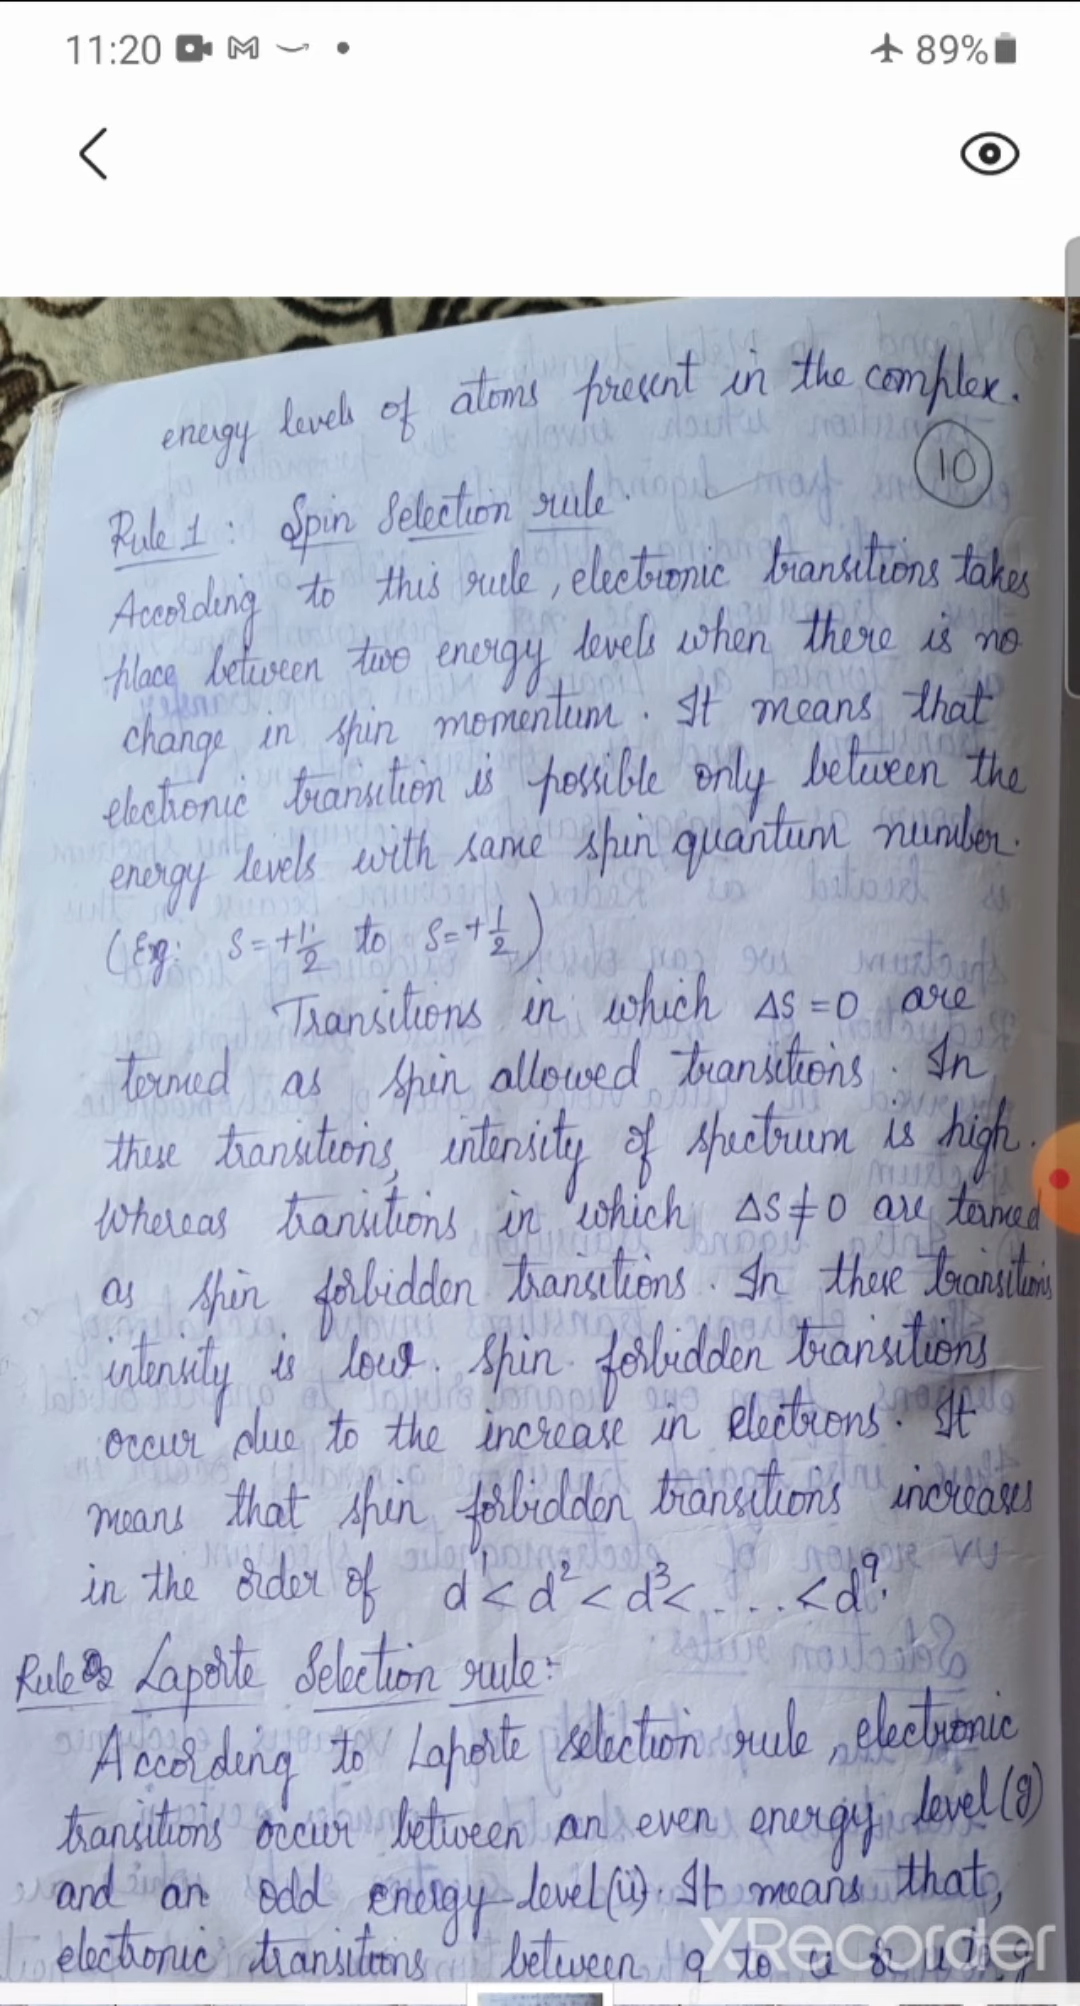 11:20
89%
energy levels of atoms present in the complex.
10
Rule 1 : Spin Selection rule.
According to this rule, electronic transitions takes
place between two energy levels when there is no
change in spin momentum. It means that
electronic transition is possible only between the
energy levels with same spin quantum number.
(Eg: S=+1/2 to S=+1/2)
Transitions in which ΔS=0 are
termed as spin allowed transitions. In
these transitions, intensity of spectrum is high.
Whereas transitions in which ΔS≠0 are termed
as spin forbidden transitions. In these transitions
intensity is low. Spin forbidden transitions
occur due to the increase in electrons. It
means that spin forbidden transitions increases
in the order of d¹<d²<d³<....<d⁹.
Rule 2 Laporte Selection rule:-
According to Laporte selection rule, electronic
transitions occur between an even energy level(g)
and an odd energy level(u). It means that,
electronic transitions between g to u & u to g
XRecorder